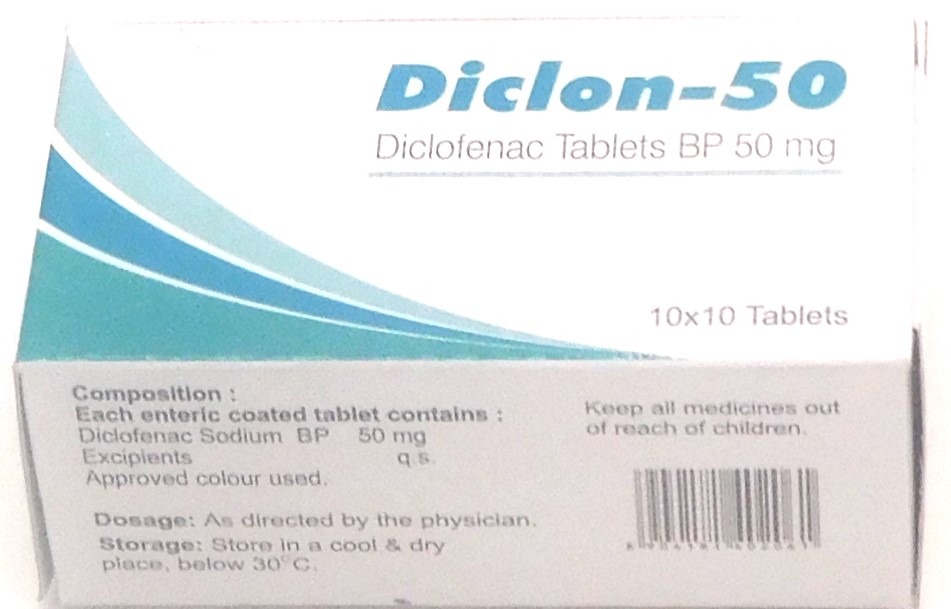 Diclon-50
Diclofenac Tablets BP 50 mg
10x10 Tablets
Composition :
Each enteric coated tablet contains :
Diclofenac Sodium BP 50 mg
Excipients q.s.
Approved colour used.
Dosage: As directed by the physician.
Storage: Store in a cool & dry
place, below 30°C.
Keep all medicines out
of reach of children.